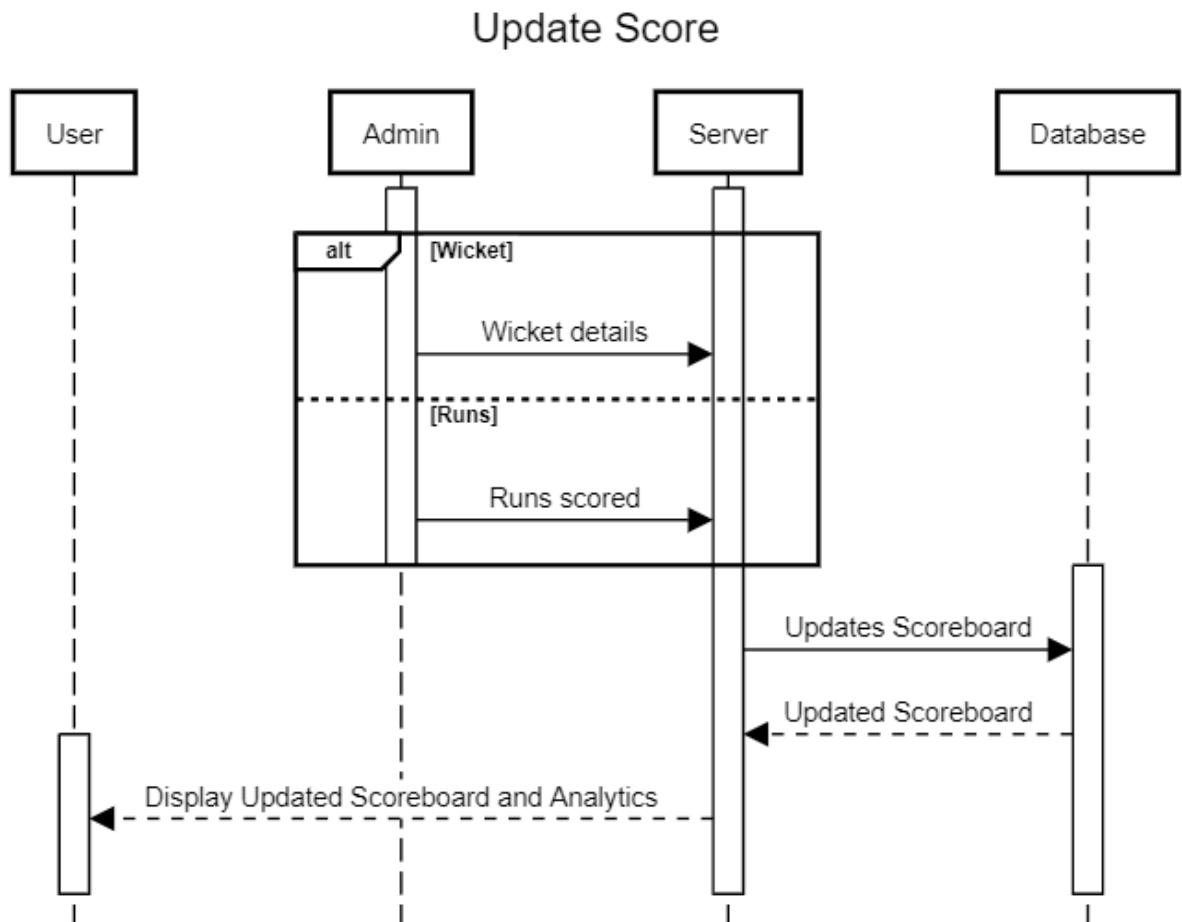 Update Score
User
Admin
Server
Database
alt
[Wicket]
Wicket details
[Runs]
Runs scored
Updates Scoreboard
Updated Scoreboard
Display Updated Scoreboard and Analytics